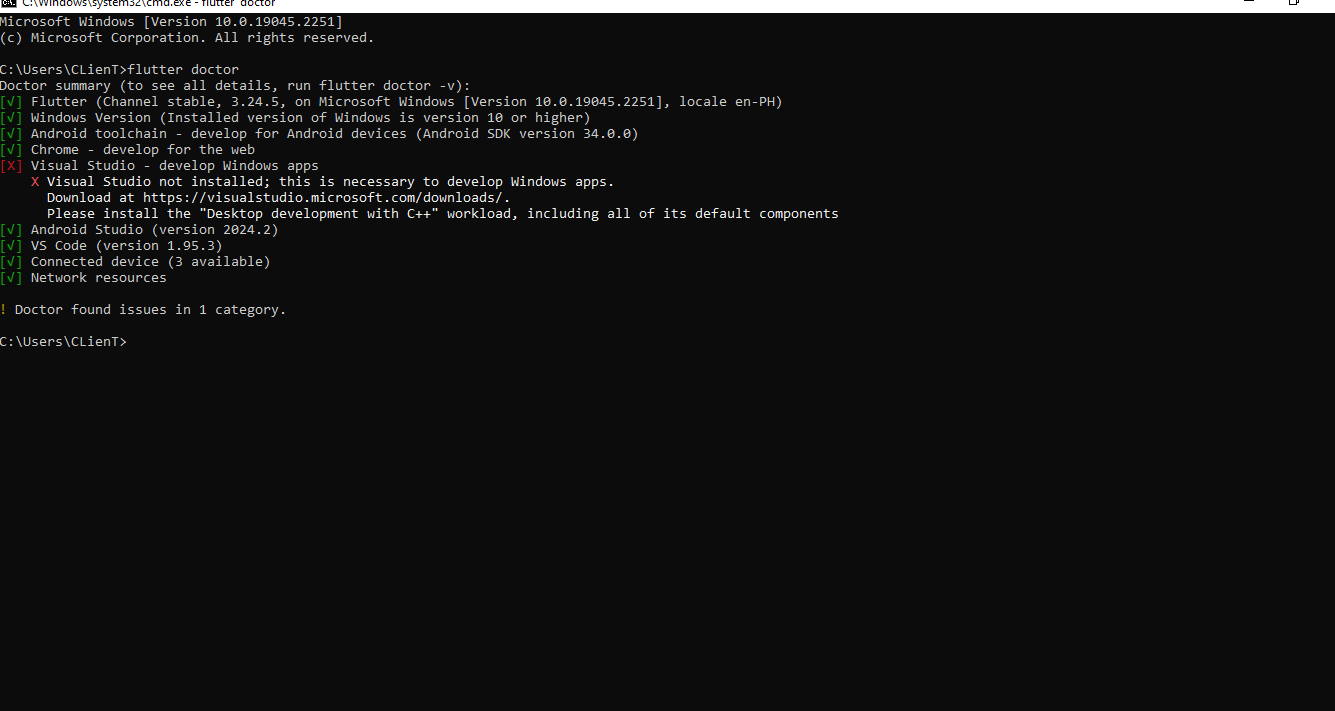 C:\Windows\system32\cmd.exe - flutter doctor
Microsoft Windows [Version 10.0.19045.2251]
(c) Microsoft Corporation. All rights reserved.
C:\Users\CLienT>flutter doctor
Doctor summary (to see all details, run flutter doctor -v):
[√] Flutter (Channel stable, 3.24.5, on Microsoft Windows [Version 10.0.19045.2251], locale en-PH)
[√] Windows Version (Installed version of Windows is version 10 or higher)
[√] Android toolchain - develop for Android devices (Android SDK version 34.0.0)
[√] Chrome - develop for the web
[X] Visual Studio - develop Windows apps
X Visual Studio not installed; this is necessary to develop Windows apps.
Download at https://visualstudio.microsoft.com/downloads/.
Please install the "Desktop development with C++" workload, including all of its default components
[√] Android Studio (version 2024.2)
[√] VS Code (version 1.95.3)
[√] Connected device (3 available)
[√] Network resources
! Doctor found issues in 1 category.
C:\Users\CLienT>